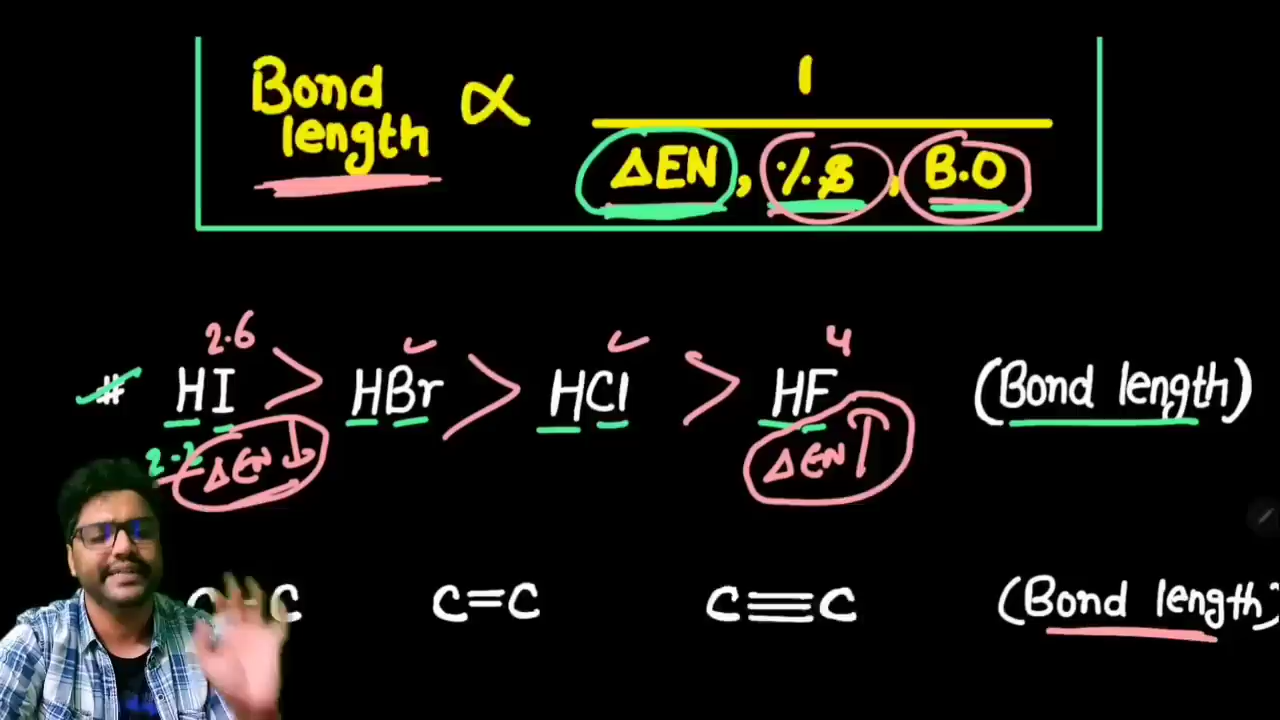 Bond length ∝ 1 / ΔEN, %s, B.O
2.6 ✓ ✓ 4
# HI > HBr > HCl > HF (Bond length)
ΔEN↓ ΔEN↑
C=C C≡C (Bond length)